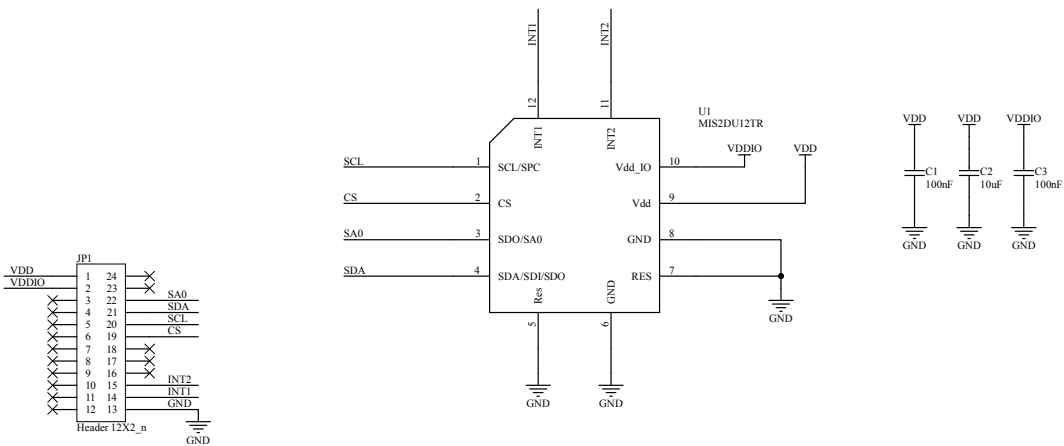 INT1
INT2
12
11
INT1
INT2
U1
MIS2DU12TR
SCL
1
SCL/SPC
Vdd_IO
10
VDDIO
VDD
CS
2
CS
Vdd
9
SA0
3
SDO/SA0
GND
8
SDA
4
SDA/SDI/SDO
RES
7
GND
Res
GND
5
6
GND
GND
VDD
VDD
VDDIO
C1
100nF
C2
10uF
C3
100nF
GND
GND
GND
JP1
VDD
1
24
VDDIO
2
23
3
22
SA0
4
21
SDA
5
20
SCL
6
19
CS
7
18
8
17
9
16
10
15
INT2
11
14
INT1
12
13
GND
Header 12X2_n
GND